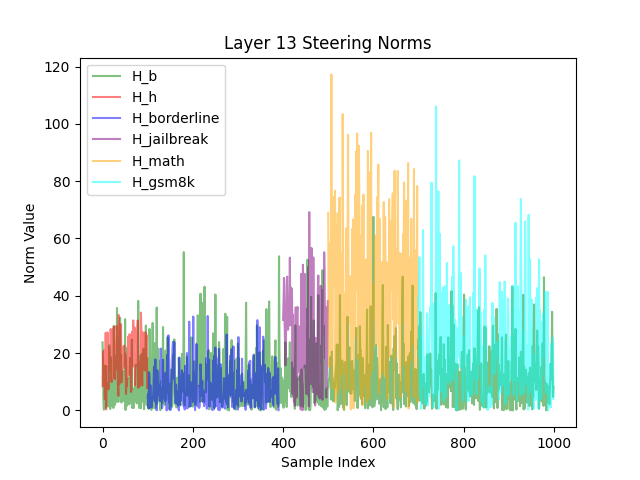 Layer 13 Steering Norms
H_b
H_h
H_borderline
H_jailbreak
H_math
H_gsm8k
Norm Value
120
100
80
60
40
20
0
0 200 400 600 800 1000
Sample Index